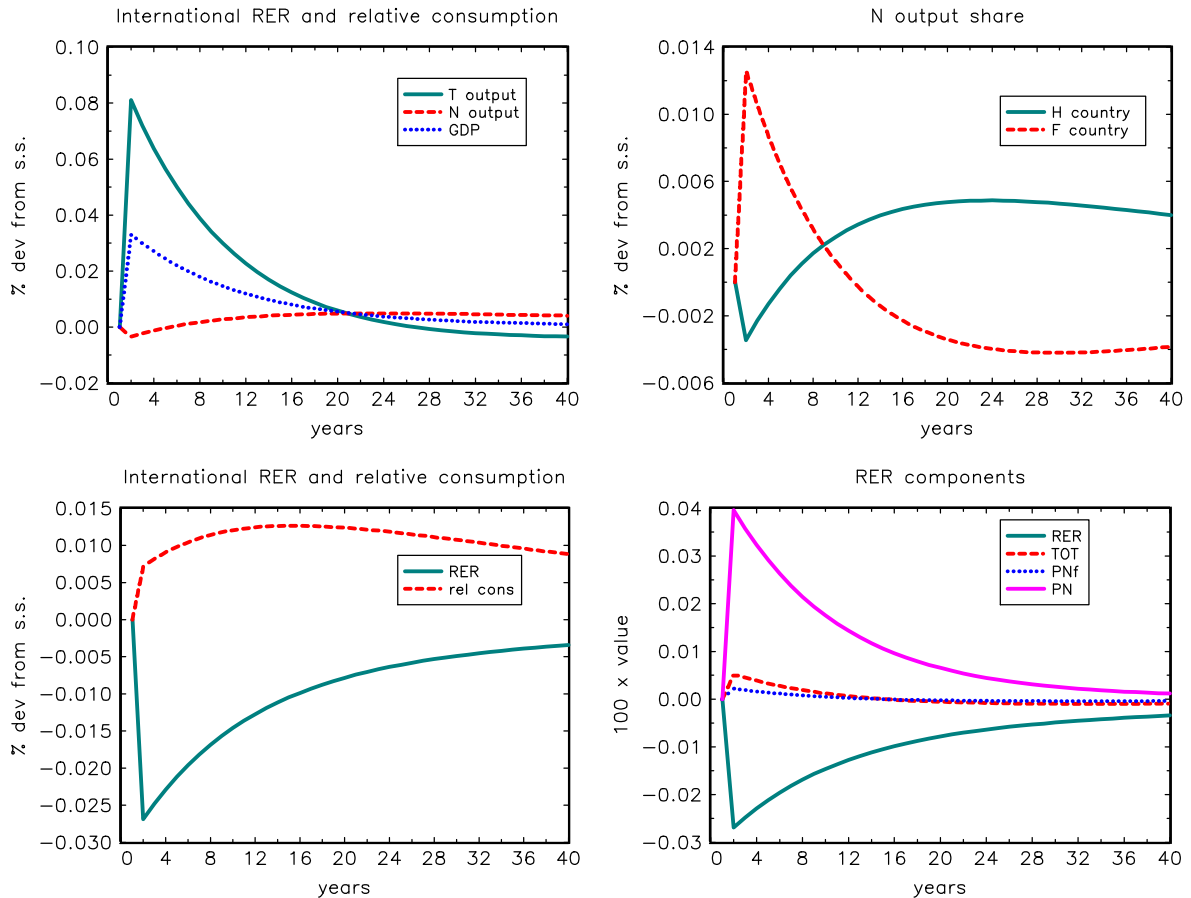 International RER and relative consumption
% dev from s.s.
0.10
0.08
0.06
0.04
0.02
0.00
−0.02
T output
N output
GDP
0 4 8 12 16 20 24 28 32 36 40
years
N output share
% dev from s.s.
0.014
0.010
0.006
0.002
−0.002
−0.006
H country
F country
0 4 8 12 16 20 24 28 32 36 40
years
International RER and relative consumption
% dev from s.s.
0.015
0.010
0.005
0.000
−0.005
−0.010
−0.015
−0.020
−0.025
−0.030
RER
rel cons
0 4 8 12 16 20 24 28 32 36 40
years
RER components
100 x value
0.04
0.03
0.02
0.01
0.00
−0.01
−0.02
−0.03
RER
TOT
PNf
PN
0 4 8 12 16 20 24 28 32 36 40
years